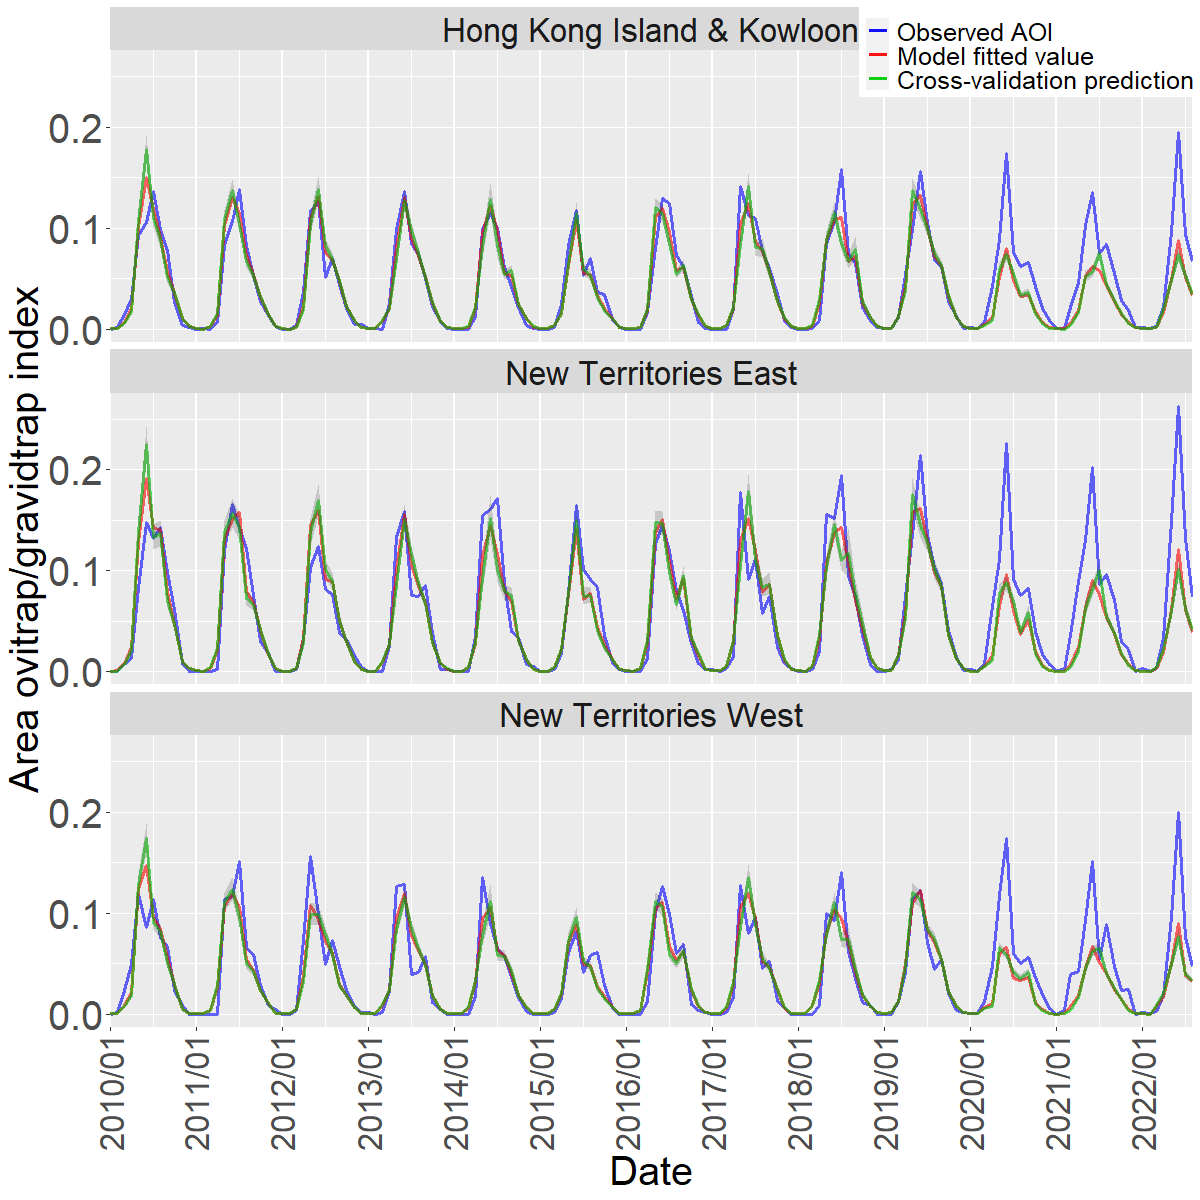 Hong Kong Island & Kowloon
Observed AOI
Model fitted value
Cross-validation prediction
0.2
0.1
0.0
New Territories East
0.2
0.1
0.0
New Territories West
0.2
0.1
0.0
Area ovitrap/gravidtrap index
2010/01
2011/01
2012/01
2013/01
2014/01
2015/01
2016/01
2017/01
2018/01
2019/01
2020/01
2021/01
2022/01
Date